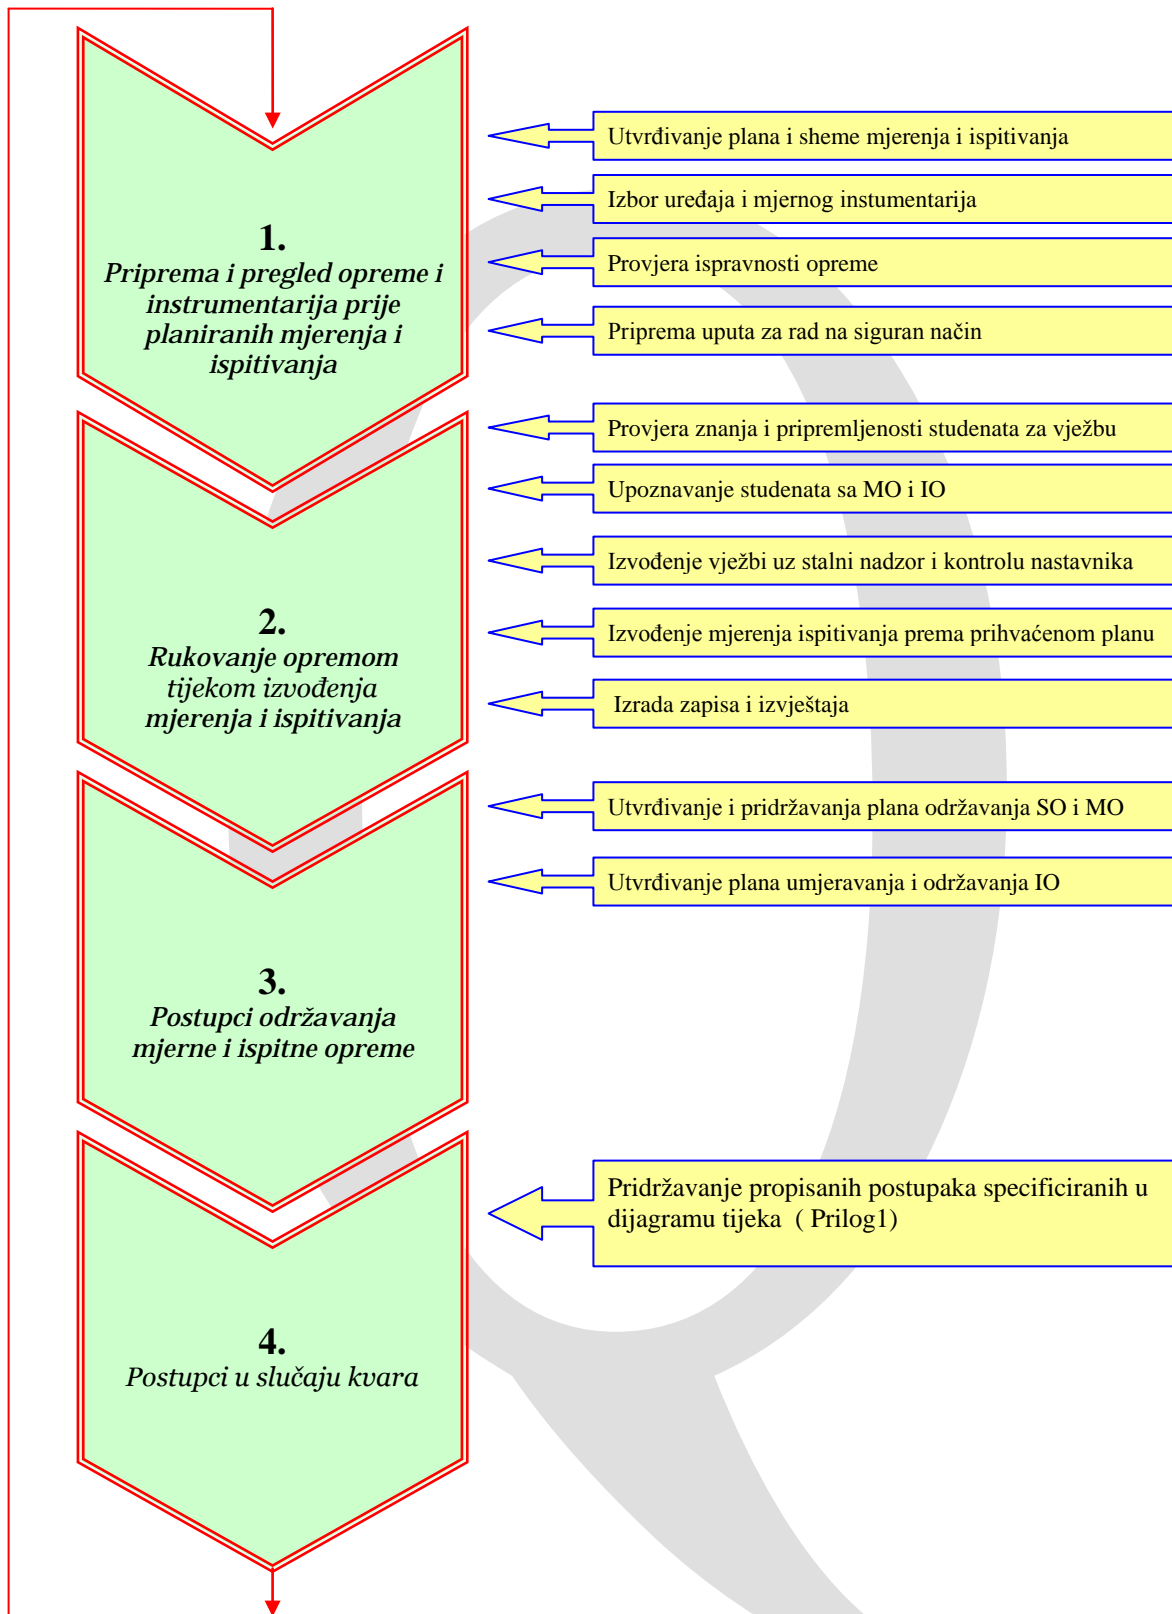 1.
Priprema i pregled opreme i
instrumentarija prije
planiranih mjerenja i
ispitivanja
Utvrđivanje plana i sheme mjerenja i ispitivanja
Izbor uređaja i mjernog instumentarija
Provjera ispravnosti opreme
Priprema uputa za rad na siguran način
2.
Rukovanje opremom
tijekom izvođenja
mjerenja i ispitivanja
Provjera znanja i pripremljenosti studenata za vježbu
Upoznavanje studenata sa MO i IO
Izvođenje vježbi uz stalni nadzor i kontrolu nastavnika
Izvođenje mjerenja ispitivanja prema prihvaćenom planu
Izrada zapisa i izvještaja
3.
Postupci održavanja
mjerne i ispitne opreme
Utvrđivanje i pridržavanja plana održavanja SO i MO
Utvrđivanje plana umjeravanja i održavanja IO
4.
Postupci u slučaju kvara
Pridržavanje propisanih postupaka specificiranih u
dijagramu tijeka ( Prilog1)